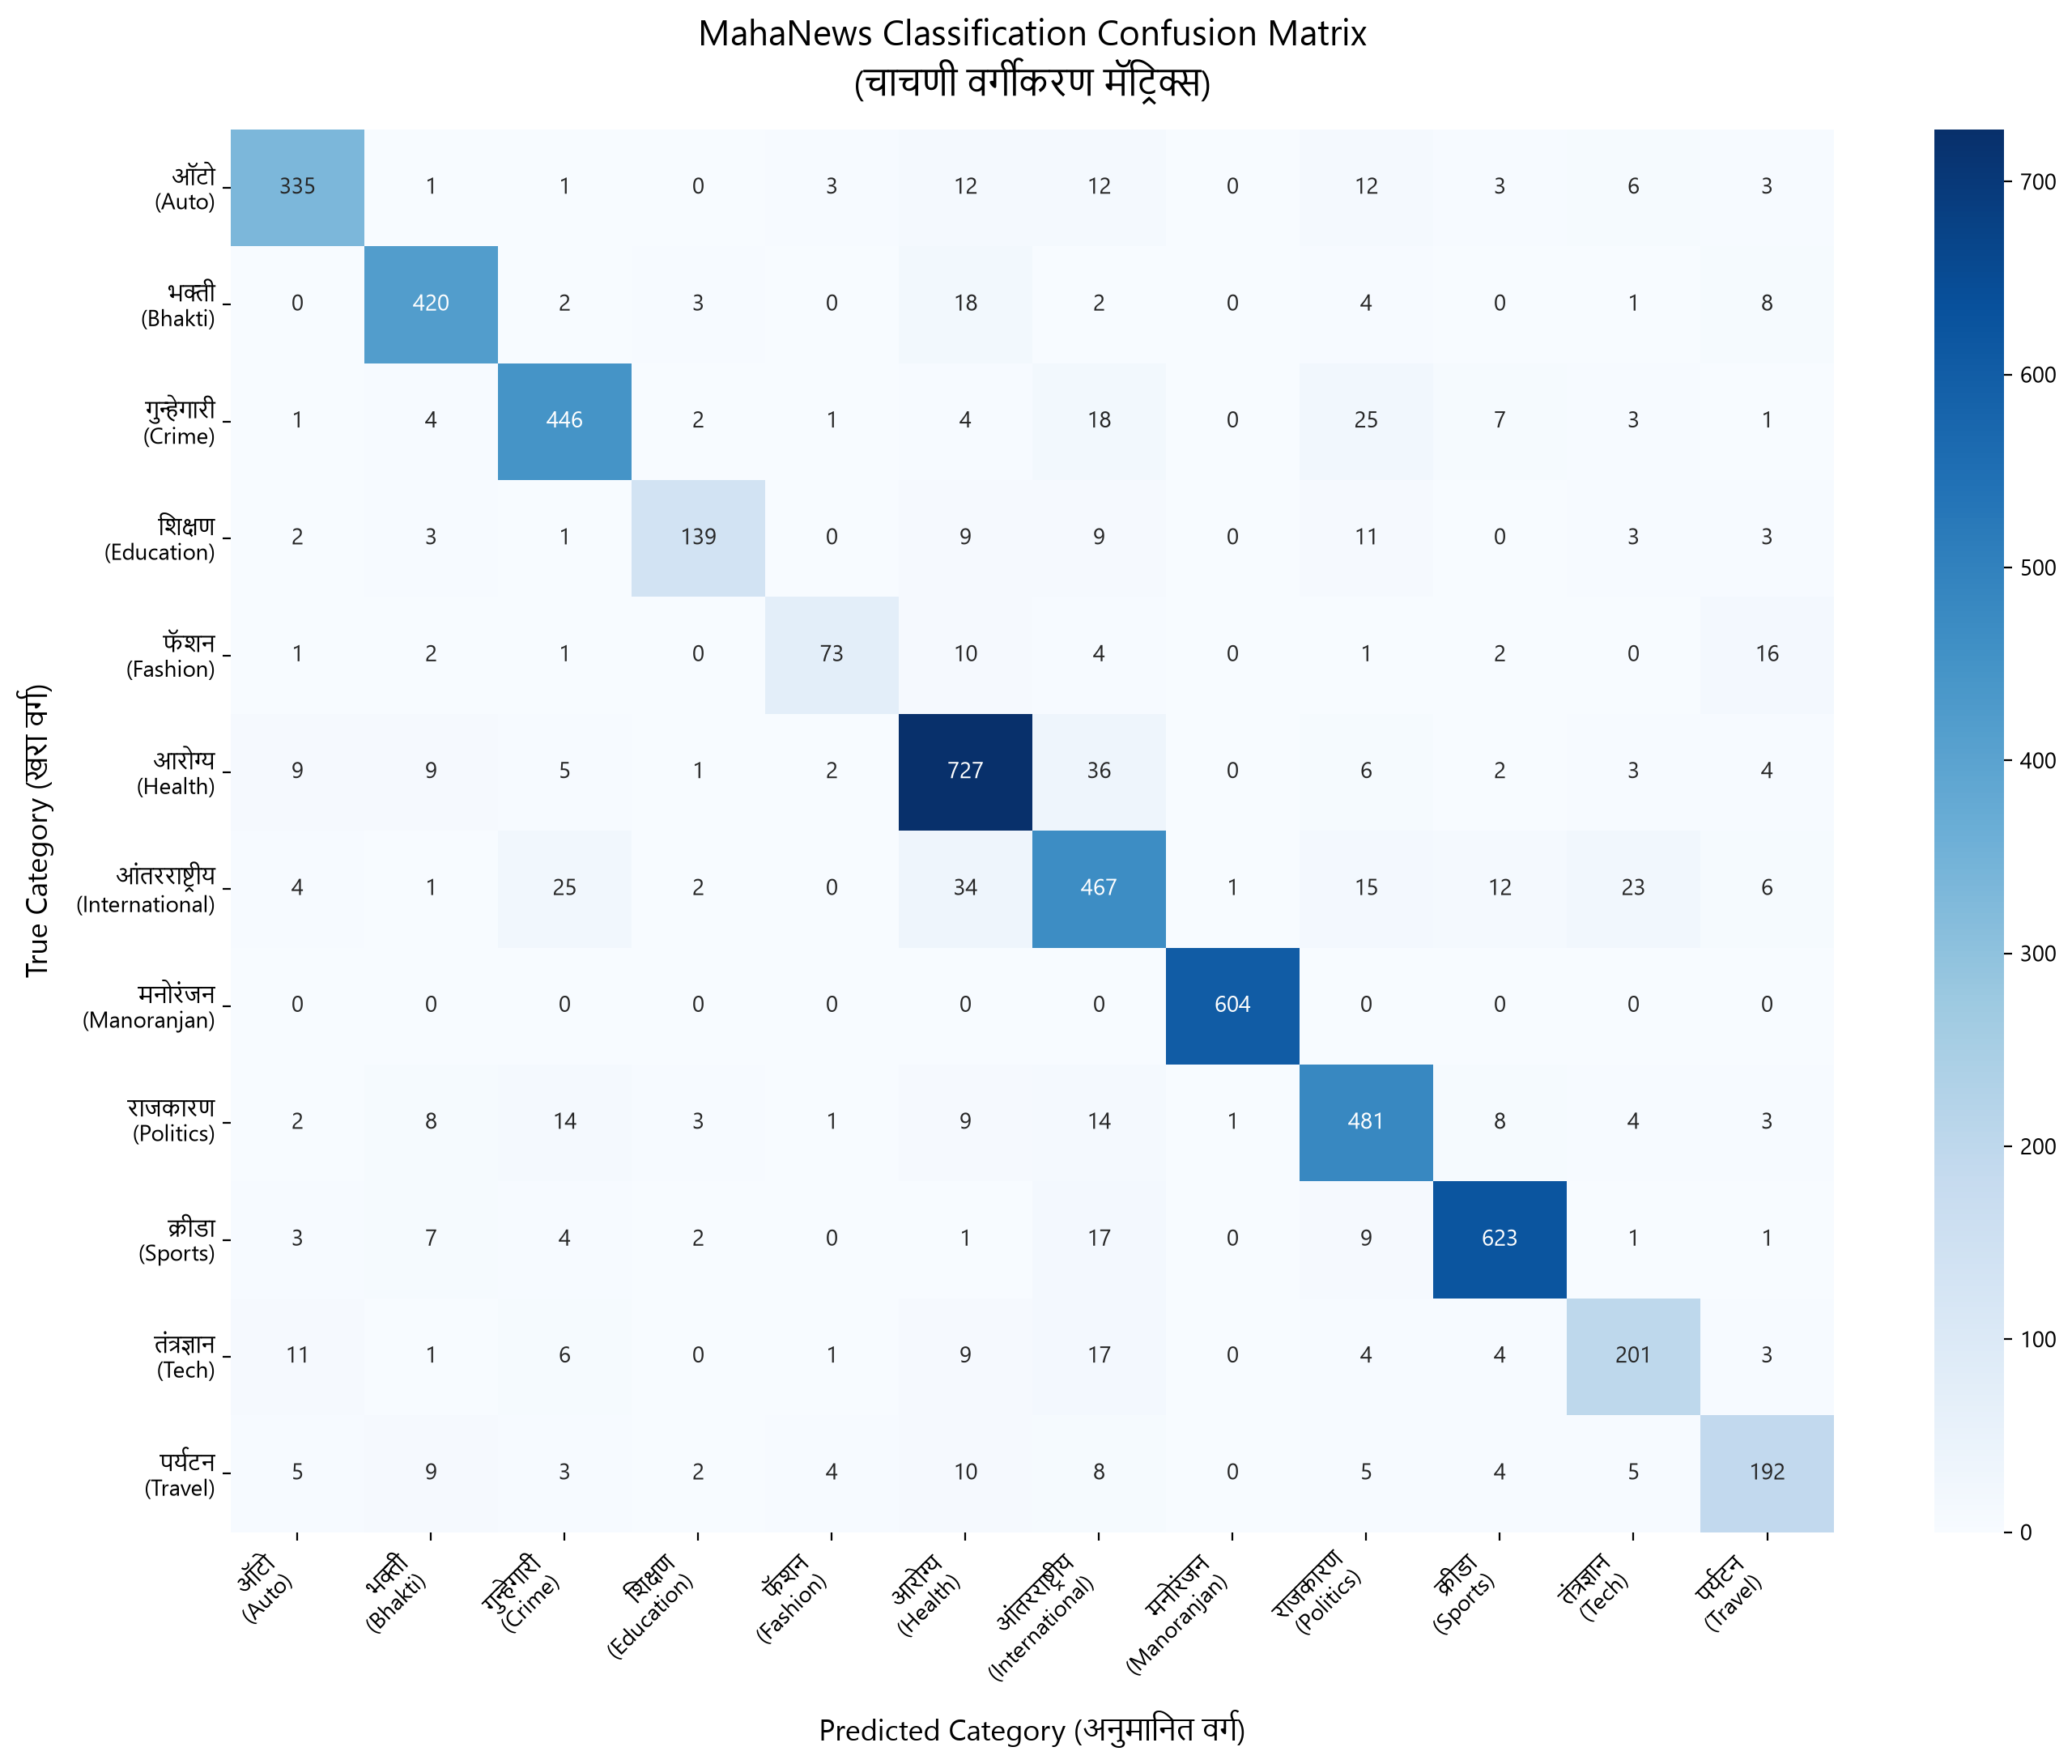 MahaNews Classification Confusion Matrix
(चाचणी वर्गीकरण मॅट्रिक्स)
ऑटो
(Auto)
335 1 1 0 3 12 12 0 12 3 6 3
भक्ती
(Bhakti)
0 420 2 3 0 18 2 0 4 0 1 8
गुन्हेगारी
(Crime)
1 4 446 2 1 4 18 0 25 7 3 1
शिक्षण
(Education)
2 3 1 139 0 9 9 0 11 0 3 3
फॅशन
(Fashion)
1 2 1 0 73 10 4 0 1 2 0 16
आरोग्य
(Health)
9 9 5 1 2 727 36 0 6 2 3 4
आंतरराष्ट्रीय
(International)
4 1 25 2 0 34 467 1 15 12 23 6
मनोरंजन
(Manoranjan)
0 0 0 0 0 0 0 604 0 0 0 0
राजकारण
(Politics)
2 8 14 3 1 9 14 1 481 8 4 3
क्रीडा
(Sports)
3 7 4 2 0 1 17 0 9 623 1 1
तंत्रज्ञान
(Tech)
11 1 6 0 1 9 17 0 4 4 201 3
पर्यटन
(Travel)
5 9 3 2 4 10 8 0 5 4 5 192
True Category (खरा वर्ग)
ऑटो
(Auto)
भक्ती
(Bhakti)
गुन्हेगारी
(Crime)
शिक्षण
(Education)
फॅशन
(Fashion)
आरोग्य
(Health)
आंतरराष्ट्रीय
(International)
मनोरंजन
(Manoranjan)
राजकारण
(Politics)
क्रीडा
(Sports)
तंत्रज्ञान
(Tech)
पर्यटन
(Travel)
Predicted Category (अनुमानित वर्ग)
700
600
500
400
300
200
100
0